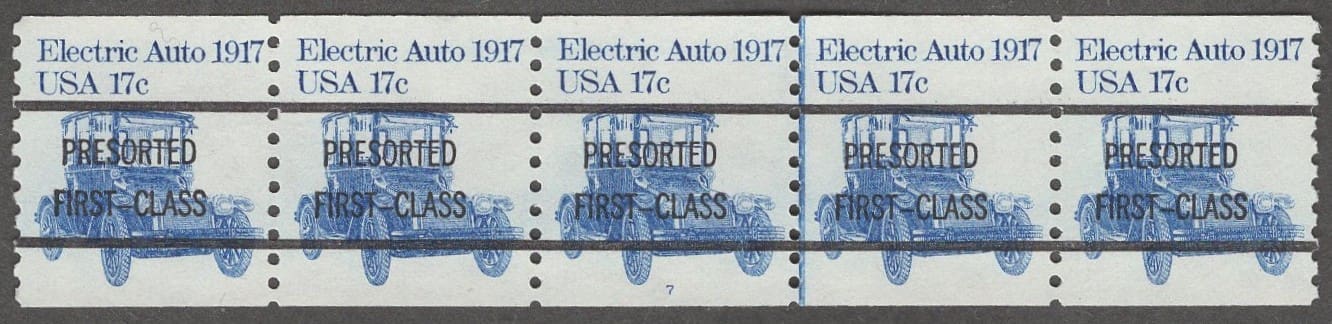 Electric Auto 1917 Electric Auto 1917 Electric Auto 1917 Electric Auto 1917 Electric Auto 1917
USA 17c USA 17c USA 17c USA 17c USA 17c
PRESORTED PRESORTED PRESORTED PRESORTED PRESORTED
FIRST-CLASS FIRST-CLASS FIRST-CLASS FIRST-CLASS FIRST-CLASS
7